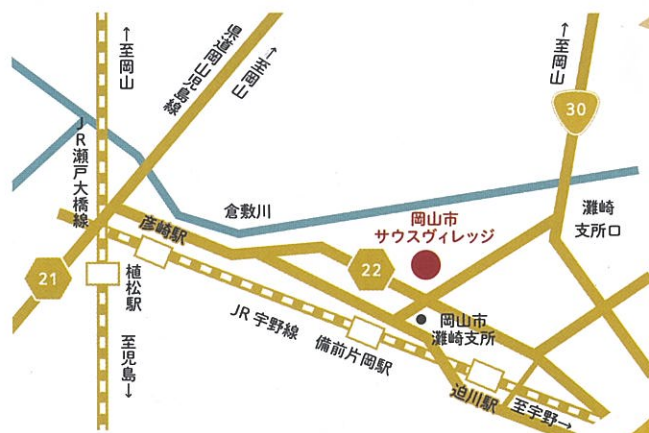 ↑至岡山
県道岡山児島線
↑至岡山
↑至岡山
30
JR瀬戸大橋線
倉敷川
岡山市
サウスヴィレッジ
灘崎
支所口
彦崎駅
21
植松駅
22
JR宇野線
備前片岡駅
岡山市
灘崎支所
至児島↓
迫川駅
至宇野→